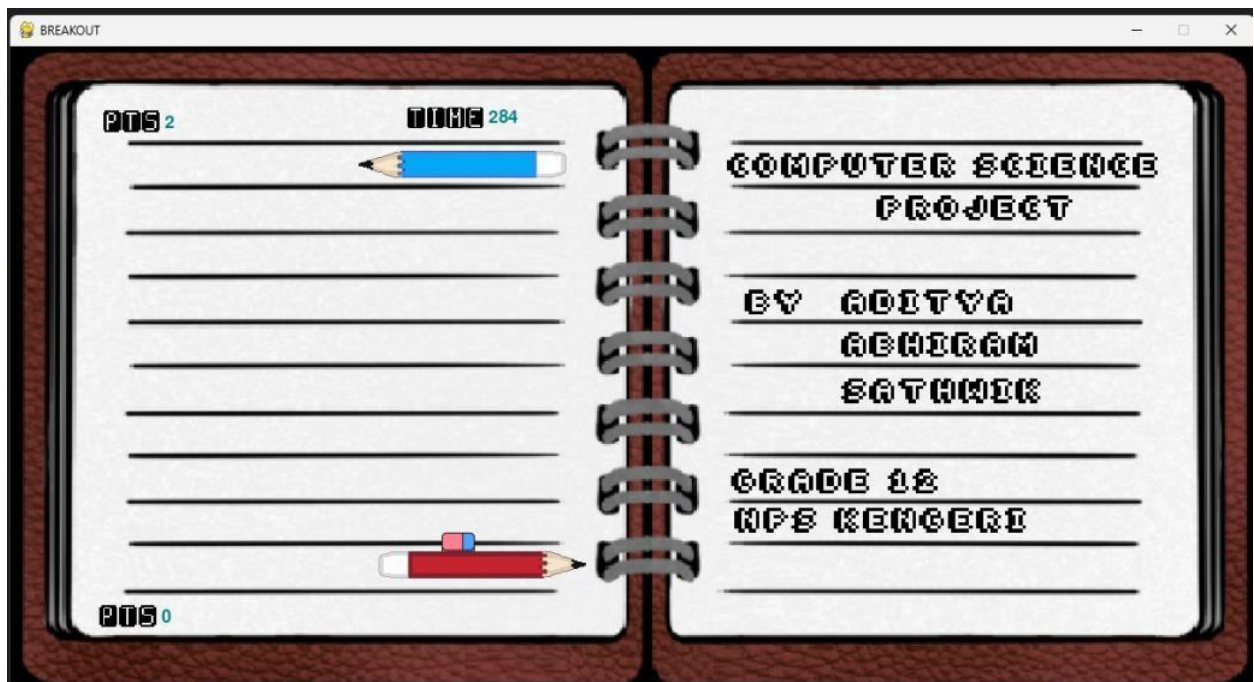 BREAKOUT
PTS 2
TIME 284
PTS 0
COMPUTER SCIENCE
PROJECT
BY ADITYA
ABHIRAM
SATHWIK
GRADE 12
NPS KENGERI